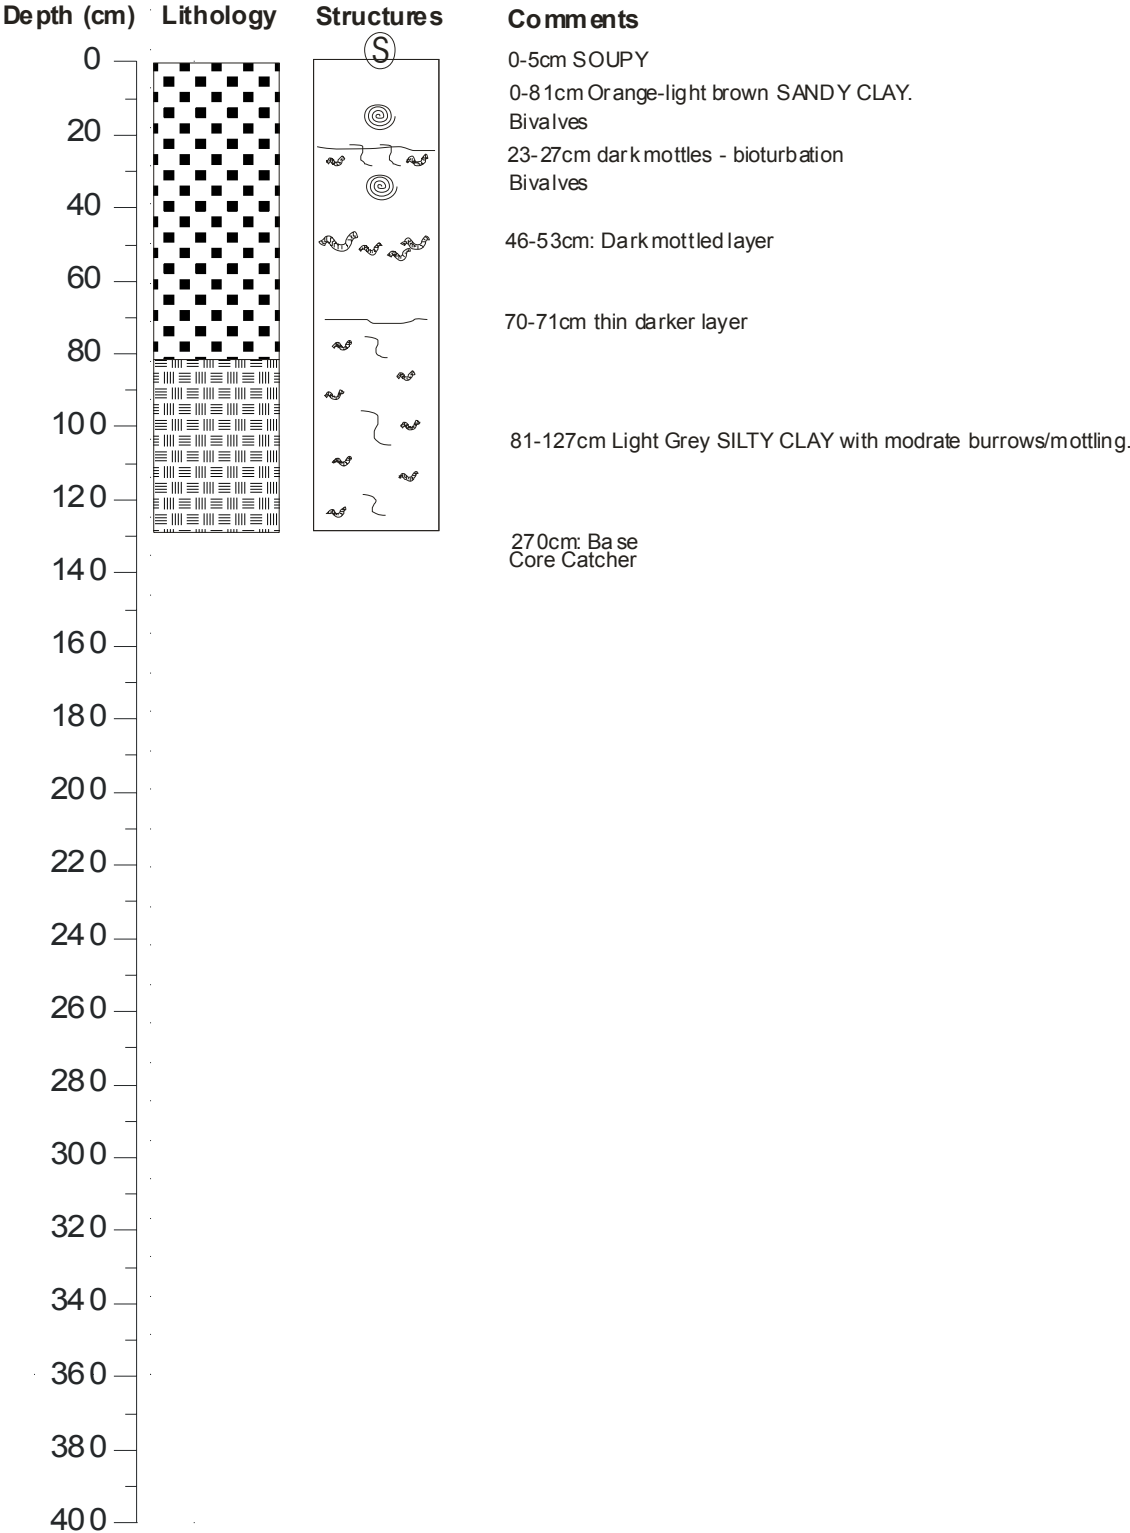 Depth (cm) Lithology Structures Comments
S
0
0-5cm SOUPY
0-81cm Orange-light brown SANDY CLAY.
Bivalves
20
23-27cm dark mottles - bioturbation
Bivalves
40
46-53cm: Dark mottled layer
60
70-71cm thin darker layer
80
100
81-127cm Light Grey SILTY CLAY with modrate burrows/mottling.
120
270cm: Base
Core Catcher
140
160
180
200
220
240
260
280
300
320
340
360
380
400